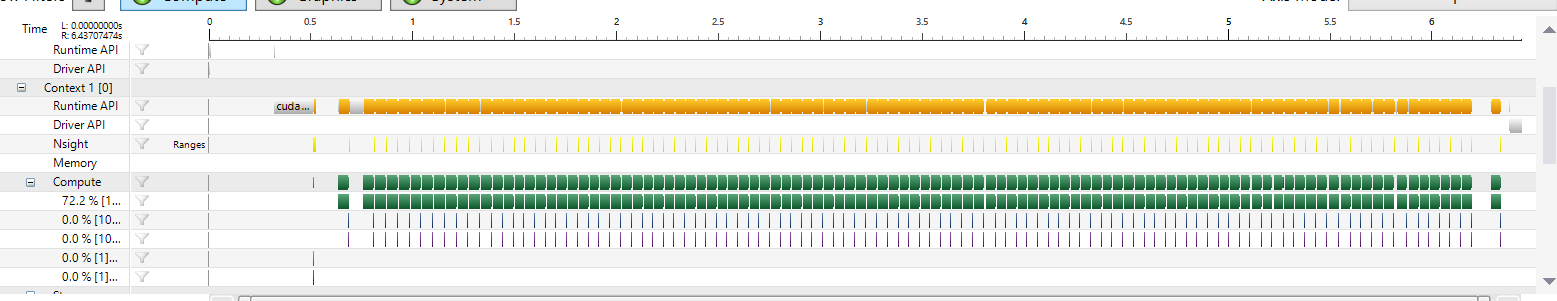 Time L: 0.00000000s R: 6.43707474s 0 0.5 1 1.5 2 2.5 3 3.5 4 4.5 5 5.5 6
Runtime API
Driver API
Context 1 [0]
Runtime API cuda...
Driver API
Nsight Ranges
Memory
Compute
72.2 % [1...
0.0 % [10...
0.0 % [10...
0.0 % [1]...
0.0 % [1]...